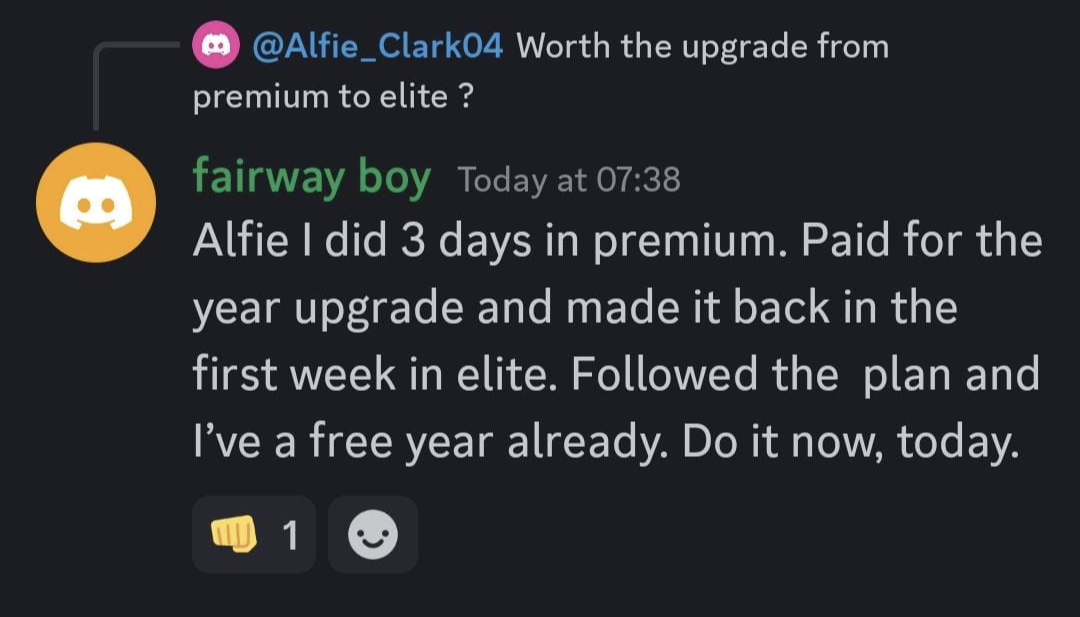 @Alfie_Clark04 Worth the upgrade from
premium to elite ?
fairway boy Today at 07:38
Alfie I did 3 days in premium. Paid for the
year upgrade and made it back in the
first week in elite. Followed the  plan and
I’ve a free year already. Do it now, today.
👊 1